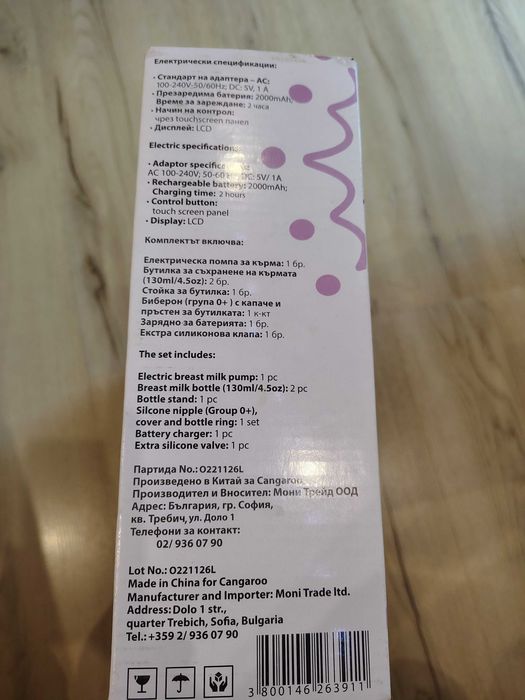 Електрически спецификации:
• Стандарт на адаптера – AC:
100-240V-50/60Hz; DC: 5V, 1 A
• Презаредима батерия: 2000mAh;
Време за зареждане: 2 часа
• Начин на контрол:
чрез touchscreen панел
• Дисплей: LCD
Electric specifications
• Adaptor
AC 100-240V; DC: 5V/ 1A
• Rechargeable battery: 2000mAh;
Charging time: 2 hours
• Control button:
touch screen panel
• Display: LCD
Комплектът включва:
Електрическа помпа за кърма: 1 бр.
Бутилка за съхранение на кърмата
(130ml/4.5oz): 2 бр.
Стойка за бутилка: 1 бр.
Биберон (група 0+ ) с капаче и
пръстен за бутилката: 1 к-кт
Зарядно за батерията: 1 бр.
Екстра силиконова клапа: 1 бр.
The set includes:
Electric breast milk pump: 1 pc
Breast milk bottle (130ml/4.5oz): 2 pc
Bottle stand: 1 pc
Silcone nipple (Group 0+),
cover and bottle ring: 1 set
Battery charger: 1 pc
Extra silicone valve: 1 pc
Партида No.: O221126L
Произведено в Китай за Cangaroo
Производител и Вносител: Мони Трейд ООД
Адрес: България, гр. София,
кв. Требич, ул. Доло 1
Телефони за контакт:
02/ 936 07 90
Lot No.: O221126L
Made in China for Cangaroo
Manufacturer and Importer: Moni Trade ltd.
Address: Dolo 1 str.,
quarter Trebich, Sofia, Bulgaria
Tel.: +359 2/ 936 07 90
3 800146 263911